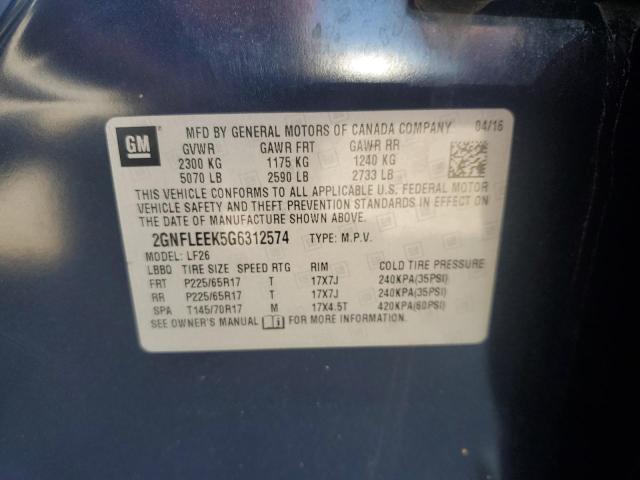 GM
MFD BY GENERAL MOTORS OF CANADA COMPANY 04/16
GVWR GAWR FRT GAWR RR
2300 KG 1175 KG 1240 KG
5070 LB 2590 LB 2733 LB
THIS VEHICLE CONFORMS TO ALL APPLICABLE U.S. FEDERAL MOTOR
VEHICLE SAFETY AND THEFT PREVENTION STANDARDS IN EFFECT ON
THE DATE OF MANUFACTURE SHOWN ABOVE.
2GNFLEEK5G6312574 TYPE: M.P.V.
MODEL: LF26
LBBQ TIRE SIZE SPEED RTG RIM COLD TIRE PRESSURE
FRT P225/65R17 T 17X7J 240KPA(35PSI)
RR P225/65R17 T 17X7J 240KPA(35PSI)
SPA T145/70R17 M 17X4.5T 420KPA(60PSI)
SEE OWNER'S MANUAL FOR MORE INFORMATION.